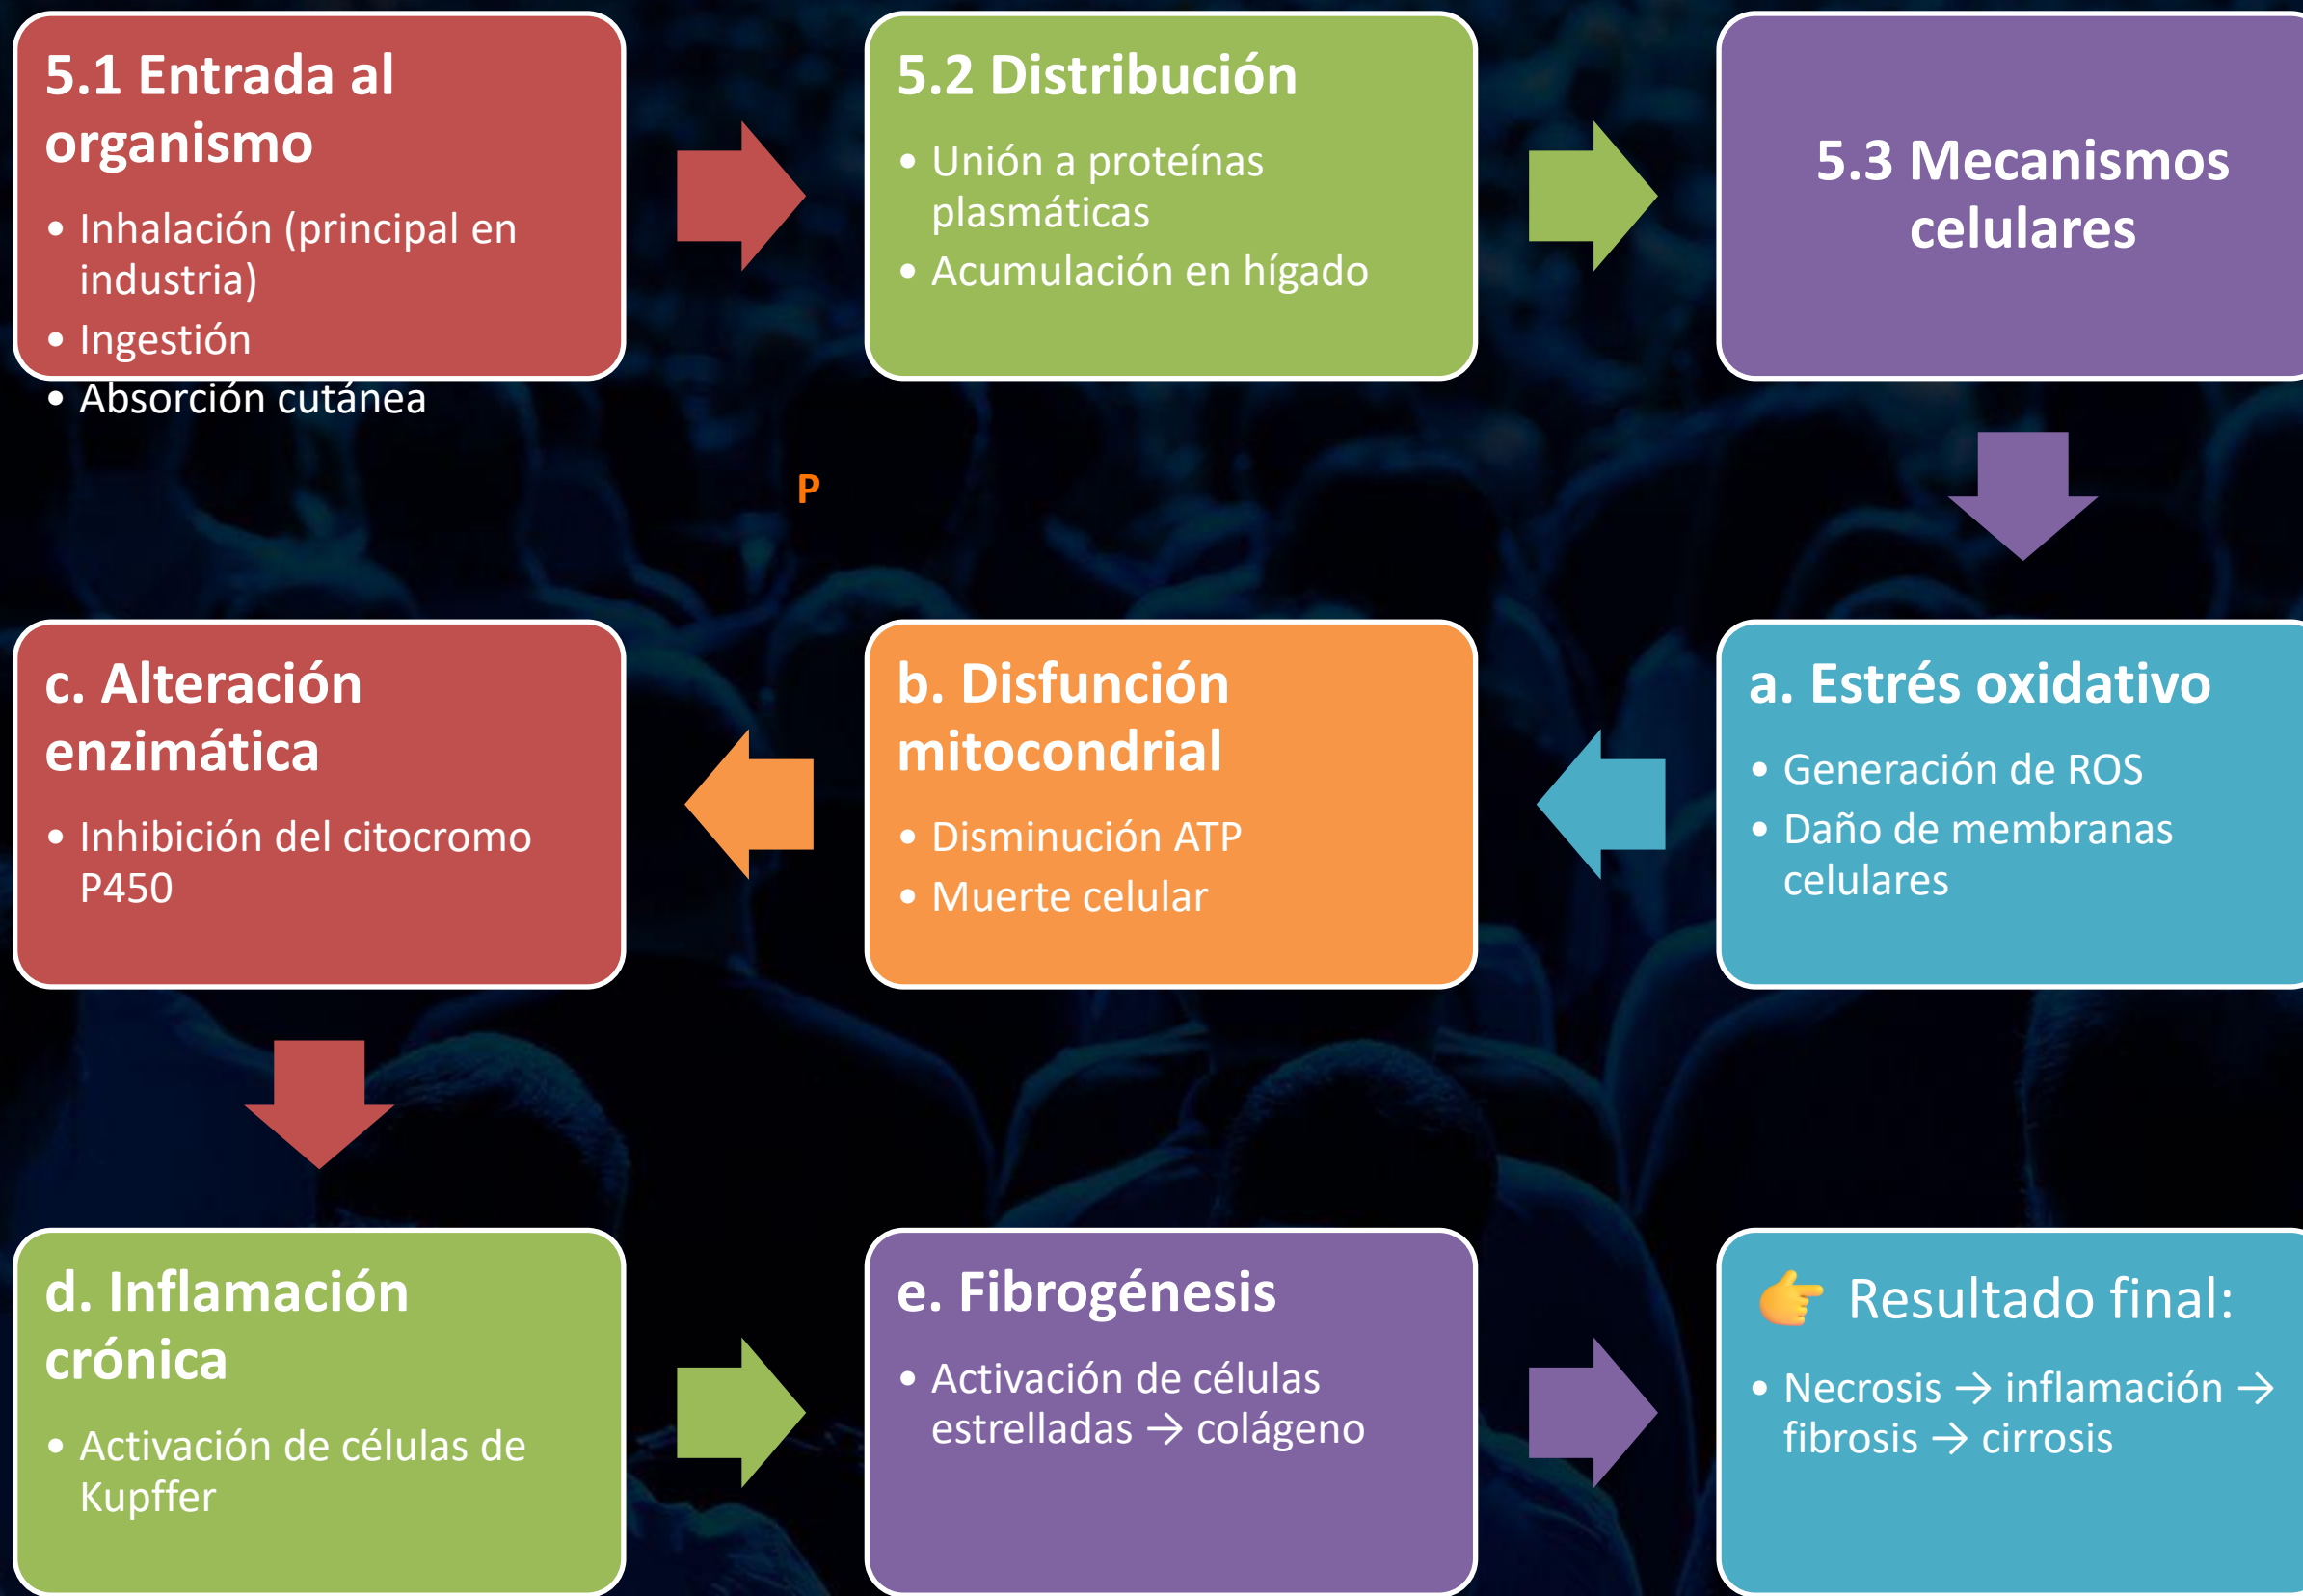 5.1 Entrada al
organismo
• Inhalación (principal en
industria)
• Ingestión
• Absorción cutánea
5.2 Distribución
• Unión a proteínas
plasmáticas
• Acumulación en hígado
5.3 Mecanismos
celulares
P
a. Estrés oxidativo
• Generación de ROS
• Daño de membranas
celulares
b. Disfunción
mitocondrial
• Disminución ATP
• Muerte celular
c. Alteración
enzimática
• Inhibición del citocromo
P450
d. Inflamación
crónica
• Activación de células de
Kupffer
e. Fibrogénesis
• Activación de células
estrelladas → colágeno
👉 Resultado final:
• Necrosis → inflamación →
fibrosis → cirrosis